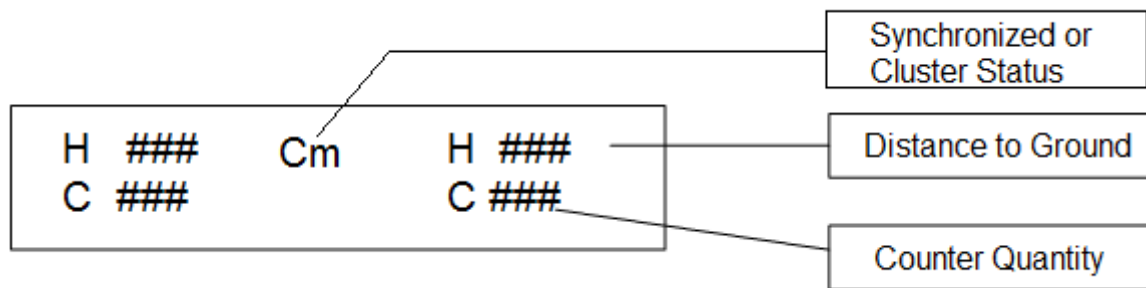 Synchronized or
Cluster Status
H ### Cm H ###
Distance to Ground
C ### C ###
Counter Quantity